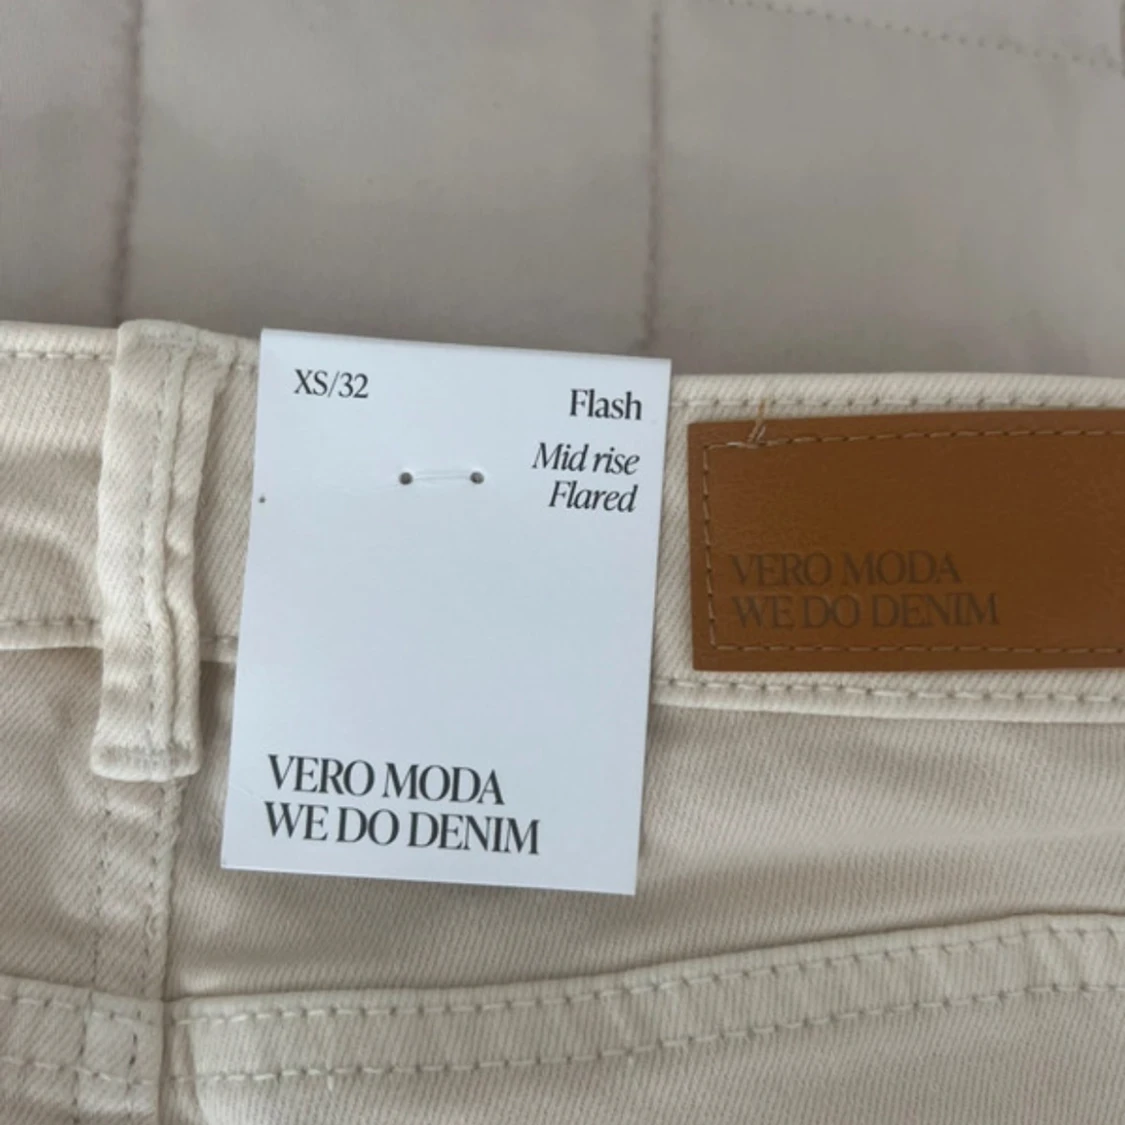 XS/32
Flash
Mid rise
Flared
VERO MODA
WE DO DENIM
VERO MODA
WE DO DENIM